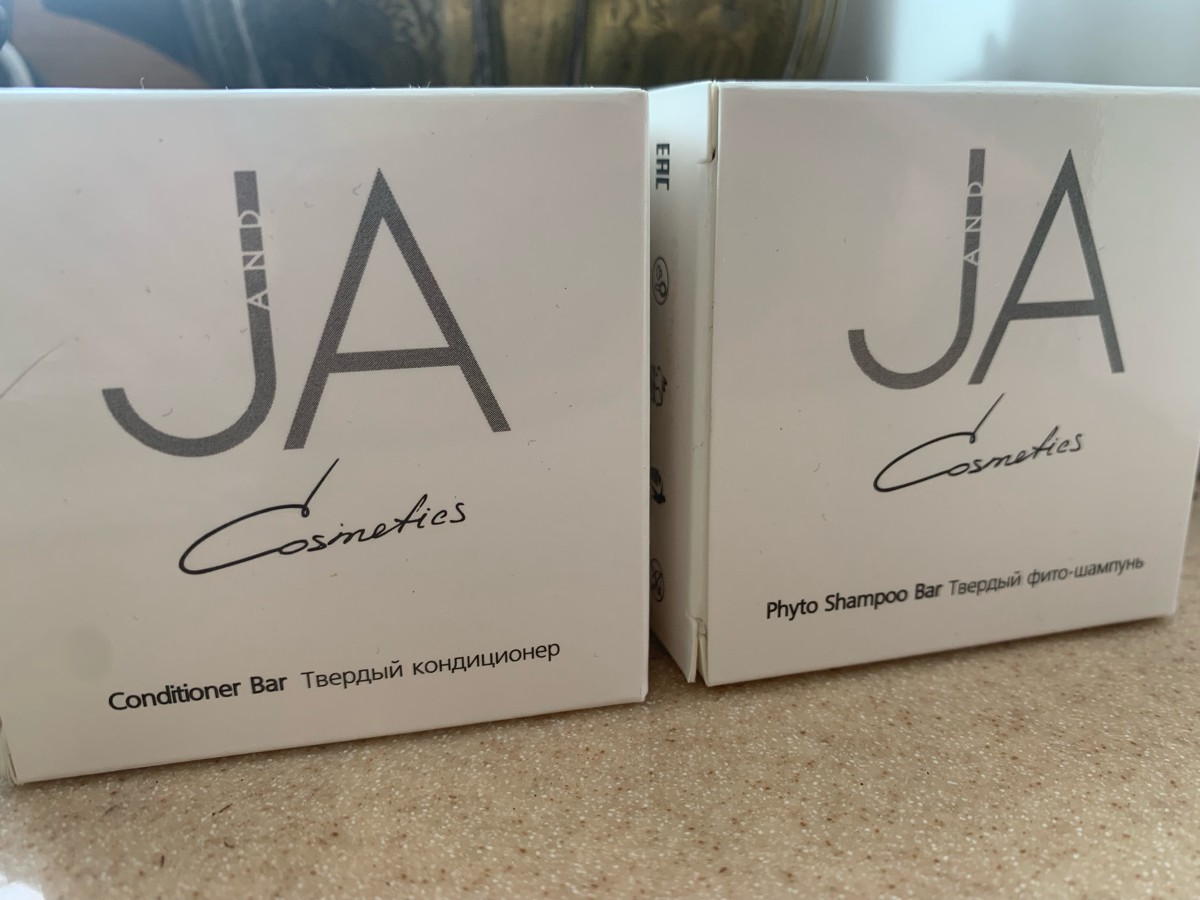 JA
AND
Cosmetics
Conditioner Bar Твердый кондиционер
EAC
JA
AND
Cosmetics
Phyto Shampoo Bar Твердый фито-шампунь